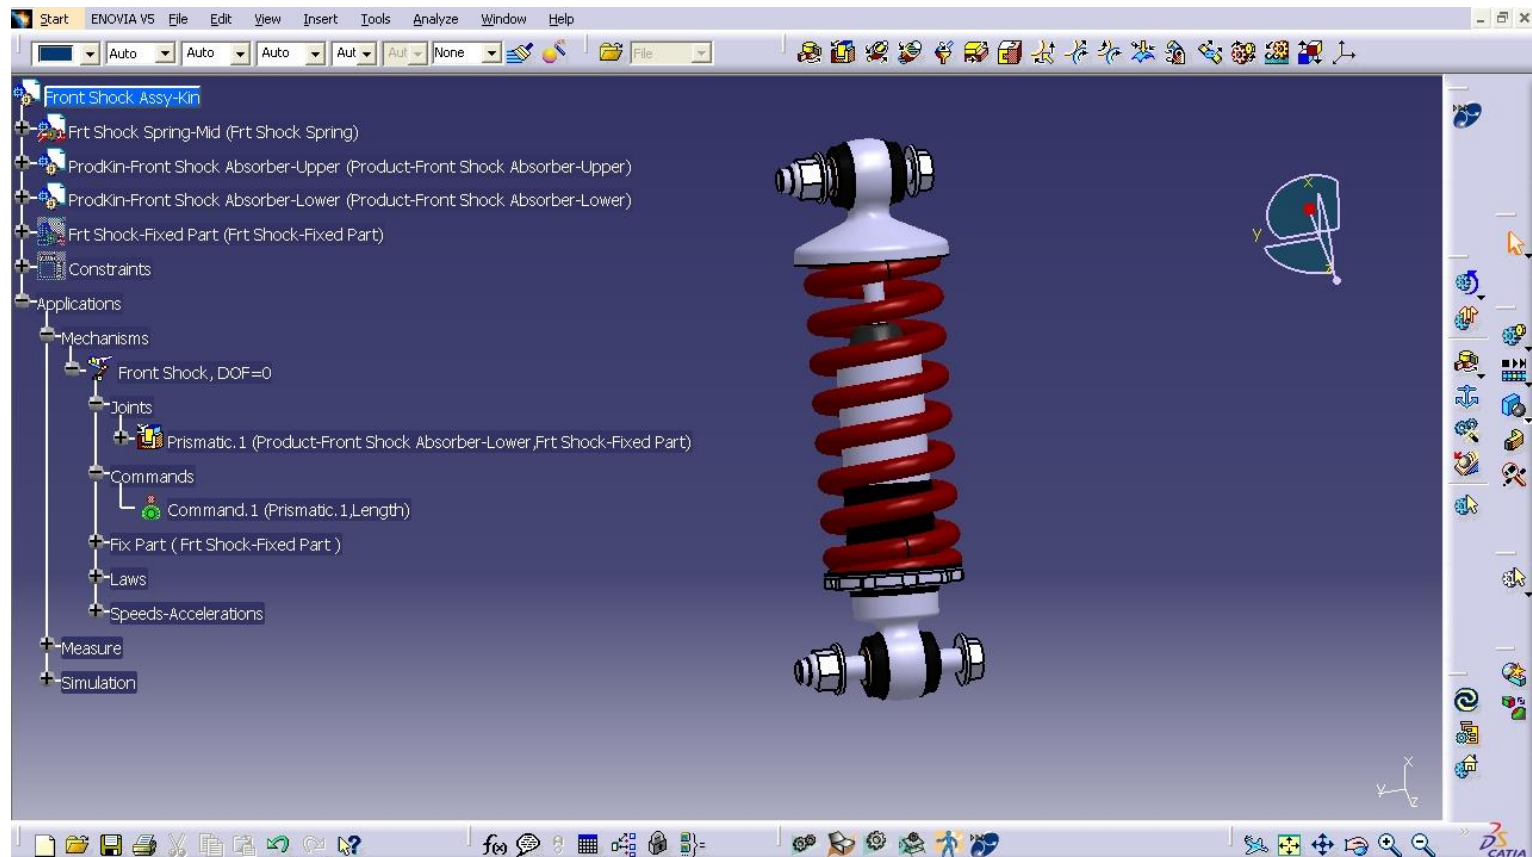 Start ENOVIA V5 File Edit View Insert Tools Analyze Window Help
Auto Auto Auto Aut Aut None File
Front Shock Assy-Kin
Frt Shock Spring-Mid (Frt Shock Spring)
ProdKin-Front Shock Absorber-Upper (Product-Front Shock Absorber-Upper)
ProdKin-Front Shock Absorber-Lower (Product-Front Shock Absorber-Lower)
Frt Shock-Fixed Part (Frt Shock-Fixed Part)
Constraints
Applications
Mechanisms
Front Shock, DOF=0
Joints
Prismatic.1 (Product-Front Shock Absorber-Lower,Frt Shock-Fixed Part)
Commands
Command.1 (Prismatic.1,Length)
Fix Part ( Frt Shock-Fixed Part )
Laws
Speeds-Accelerations
Measure
Simulation
x
y
z
x
y
z
f(x)
CATIA